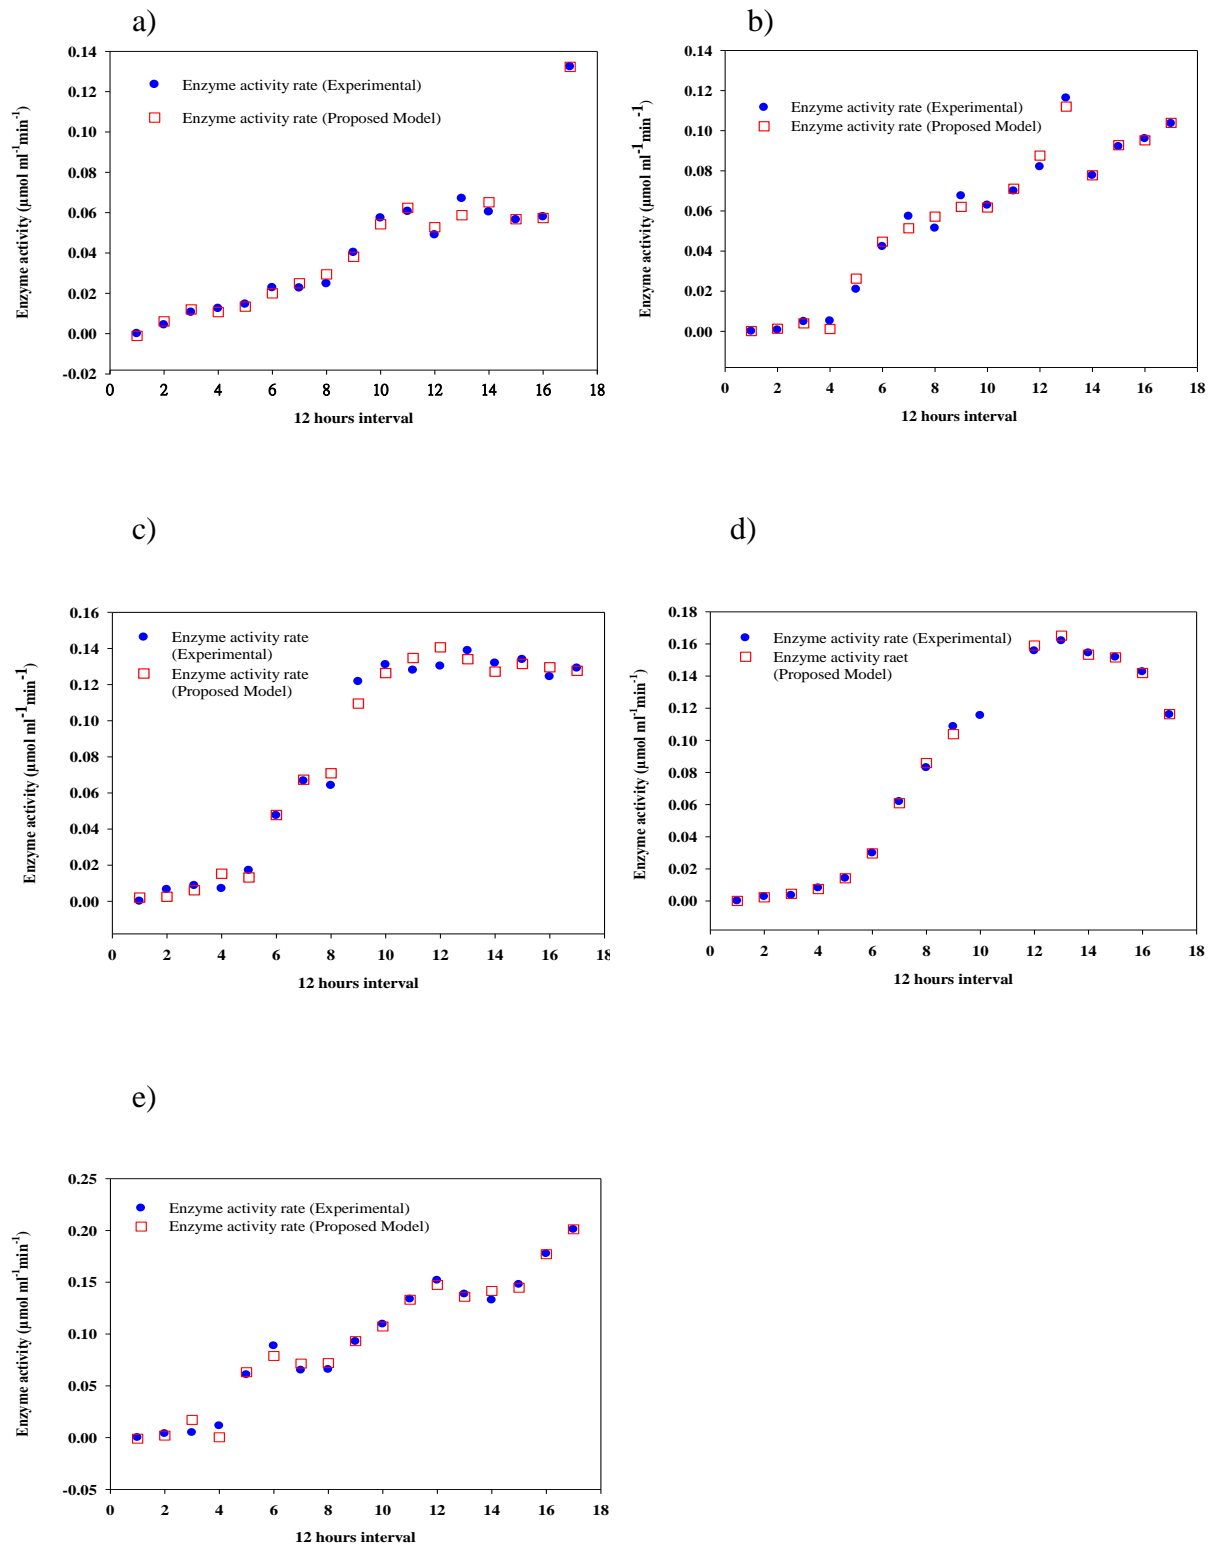 a)
0.14
0.12
0.10
0.08
0.06
0.04
0.02
0.00
-0.02
Enzyme activity (µmol ml⁻¹min⁻¹)
Enzyme activity rate (Experimental)
Enzyme activity rate (Proposed Model)
0 2 4 6 8 10 12 14 16 18
12 hours interval
b)
0.14
0.12
0.10
0.08
0.06
0.04
0.02
0.00
Enzyme activity (µmol ml⁻¹min⁻¹)
Enzyme activity rate (Experimental)
Enzyme activity rate (Proposed Model)
0 2 4 6 8 10 12 14 16 18
12 hours interval
c)
0.16
0.14
0.12
0.10
0.08
0.06
0.04
0.02
0.00
Enzyme activity (µmol ml⁻¹min⁻¹)
Enzyme activity rate
(Experimental)
Enzyme activity rate
(Proposed Model)
0 2 4 6 8 10 12 14 16 18
12 hours interval
d)
0.18
0.16
0.14
0.12
0.10
0.08
0.06
0.04
0.02
0.00
Enzyme activity (µmol ml⁻¹min⁻¹)
Enzyme activity rate (Experimental)
Enzyme activity raet
(Proposed Model)
0 2 4 6 8 10 12 14 16 18
12 hours interval
e)
0.25
0.20
0.15
0.10
0.05
0.00
-0.05
Enzyme activity (µmol ml⁻¹min⁻¹)
Enzyme activity rate (Experimental)
Enzyme activity rate (Proposed Model)
0 2 4 6 8 10 12 14 16 18
12 hours interval